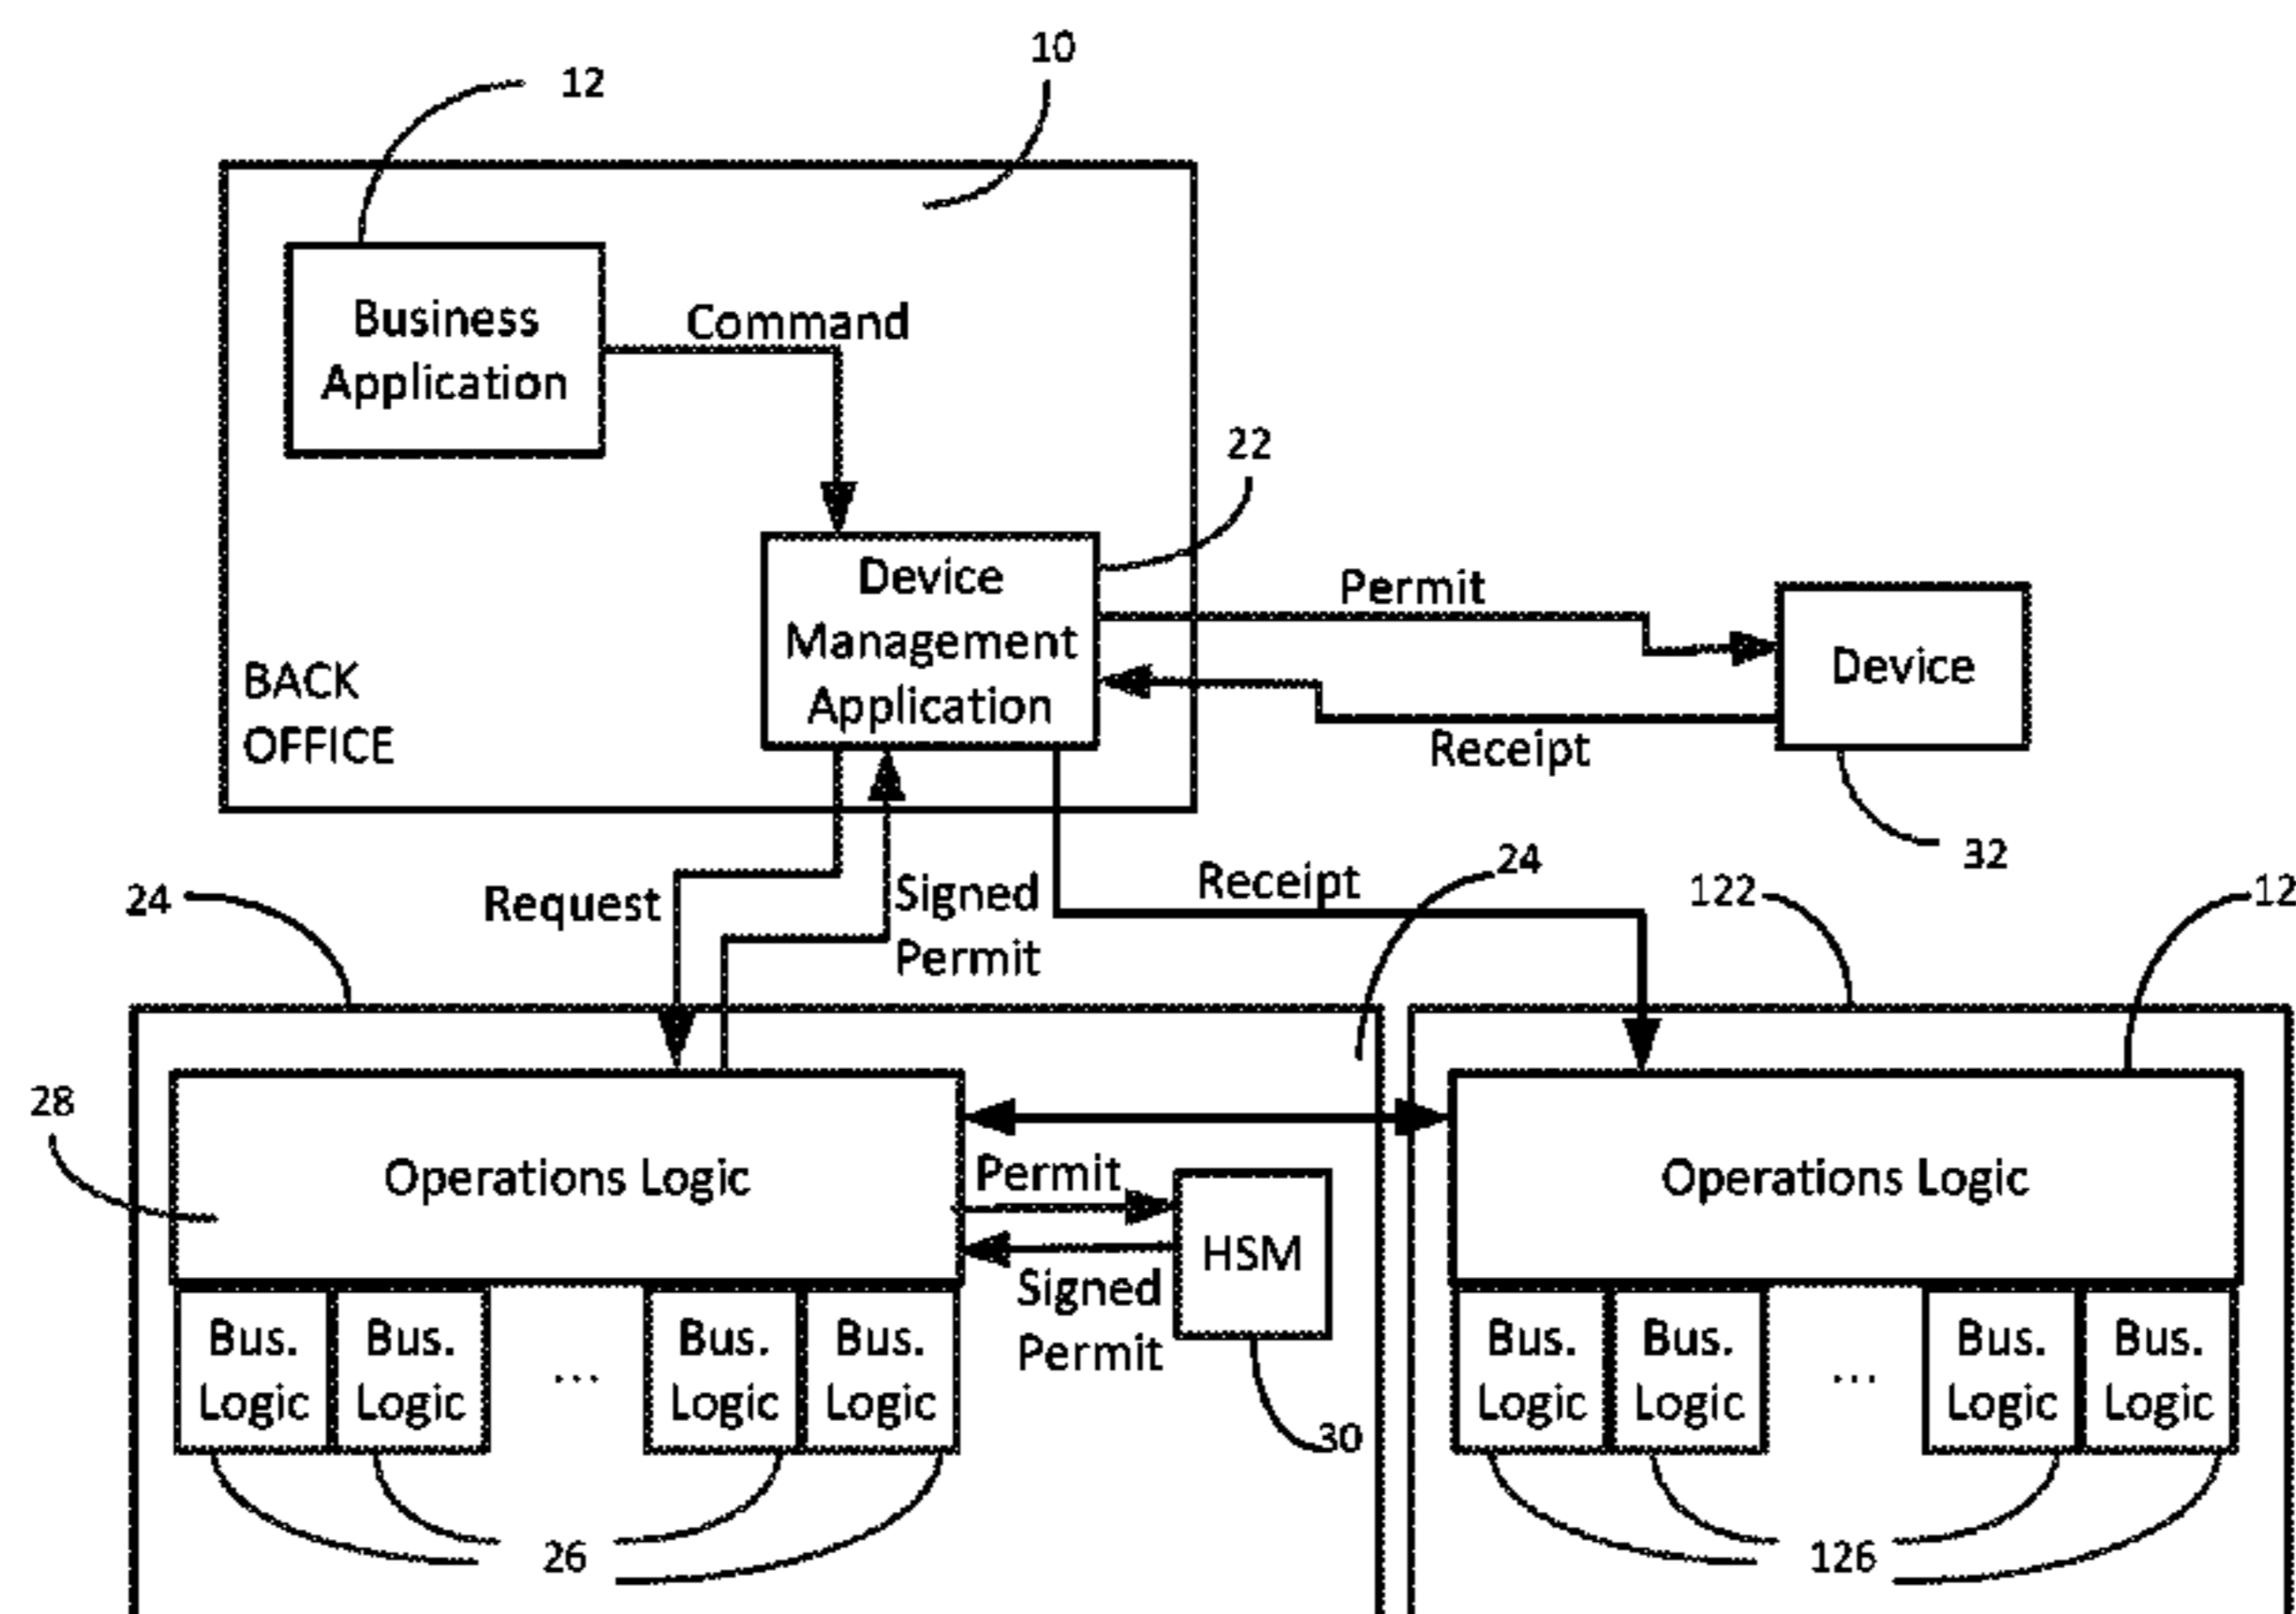 10
12
Business
Application
Command
22
Device
Management
Application
Permit
Device
BACK
OFFICE
Receipt
32
24
Request
Signed
Permit
Receipt
24
122
12
28
Operations Logic
Permit
HSM
Signed
Permit
Operations Logic
Bus.
Logic
Bus.
Logic
...
Bus.
Logic
Bus.
Logic
30
Bus.
Logic
Bus.
Logic
...
Bus.
Logic
Bus.
Logic
26
126